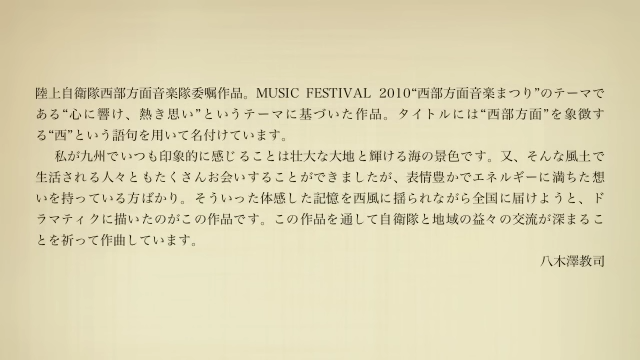 陸上自衛隊西部方面音楽隊委嘱作品。MUSIC FESTIVAL 2010“西部方面音楽まつり”のテーマで
ある“心に響け、熱き思い”というテーマに基づいた作品。タイトルには“西部方面”を象徴す
る“西”という語句を用いて名付けています。
私が九州でいつも印象的に感じることは壮大な大地と輝ける海の景色です。又、そんな風土で
生活される人々ともたくさんお会いすることができましたが、表情豊かでエネルギーに満ちた想
いを持っている方ばかり。そういった体感した記憶を西風に揺られながら全国に届けようと、ド
ラマティクに描いたのがこの作品です。この作品を通して自衛隊と地域の益々の交流が深まるこ
とを祈って作曲しています。
八木澤教司